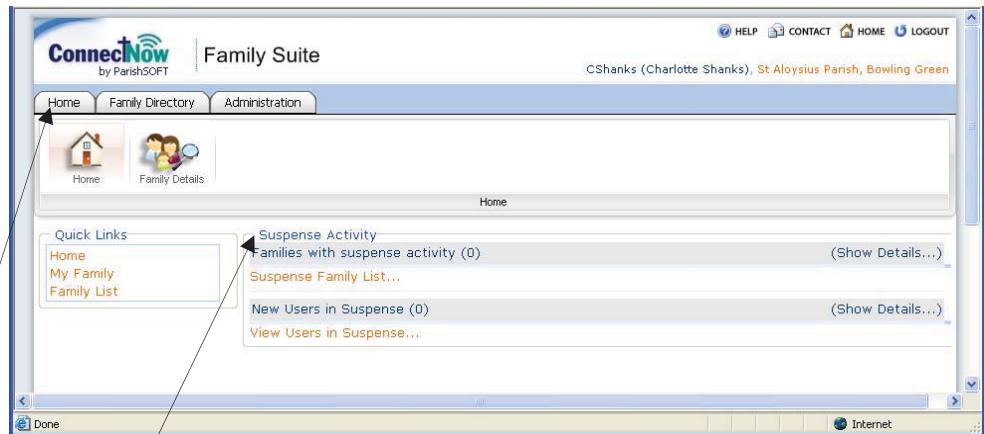 HELP CONTACT HOME LOGOUT
ConnectNow
by ParishSOFT
Family Suite
CShanks (Charlotte Shanks), St Aloysius Parish, Bowling Green
Home Family Directory Administration
Home Family Details
Home
Quick Links
Home
My Family
Family List
Suspense Activity
Families with suspense activity (0) (Show Details...)
Suspense Family List...
New Users in Suspense (0) (Show Details...)
View Users in Suspense...
Done Internet